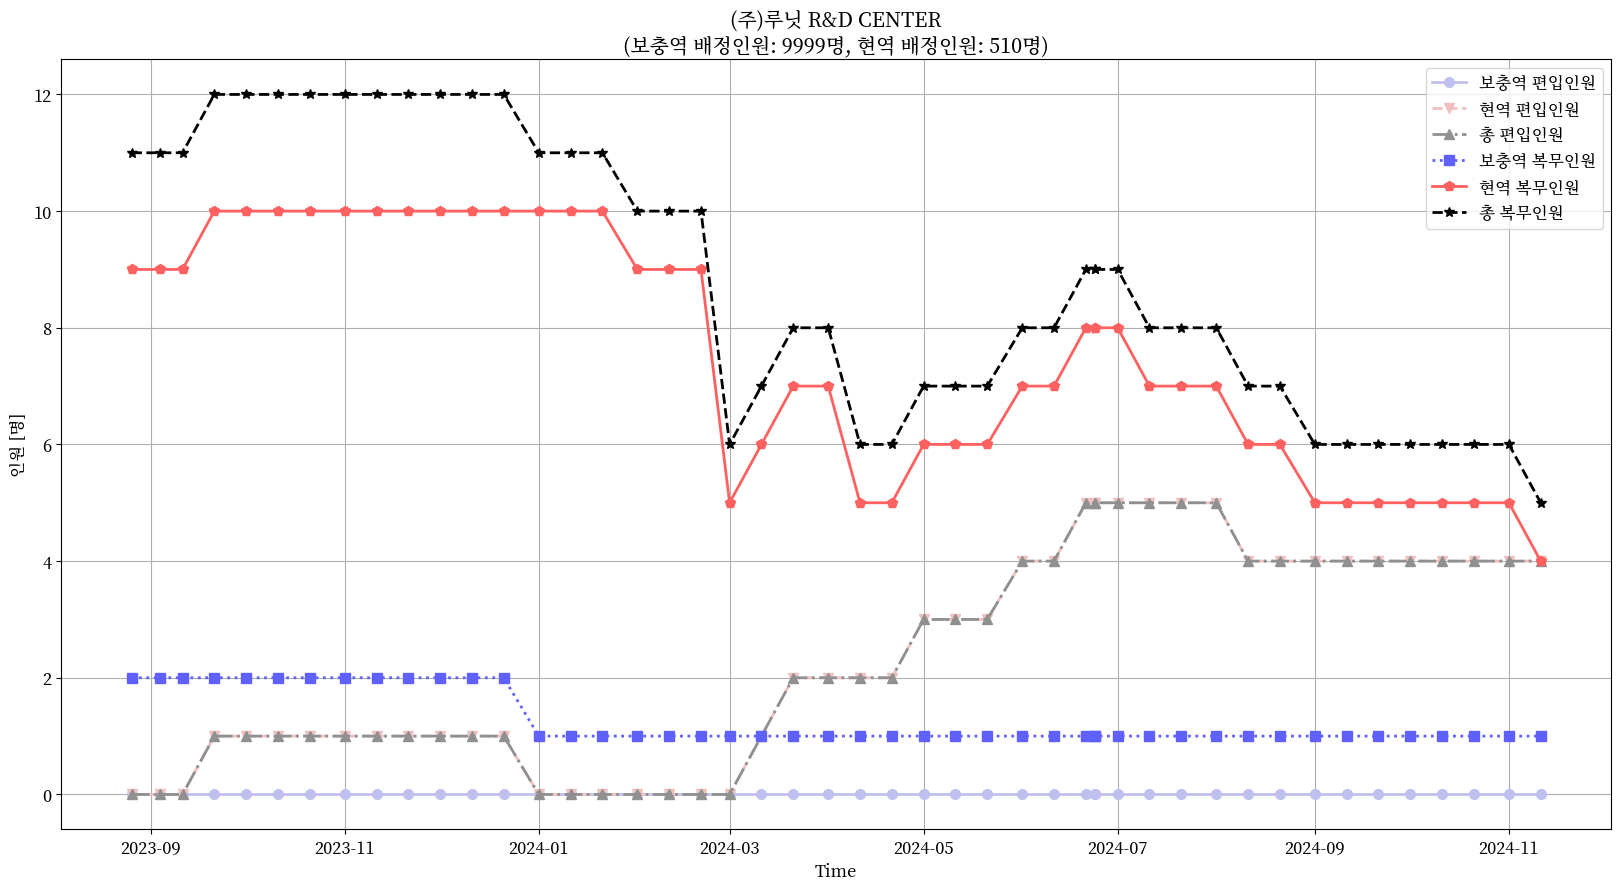 (주)루닛 R&D CENTER
(보충역 배정인원: 9999명, 현역 배정인원: 510명)
보충역 편입인원
현역 편입인원
총 편입인원
보충역 복무인원
현역 복무인원
총 복무인원
인원 [명]
12
10
8
6
4
2
0
2023-09
2023-11
2024-01
2024-03
2024-05
2024-07
2024-09
2024-11
Time